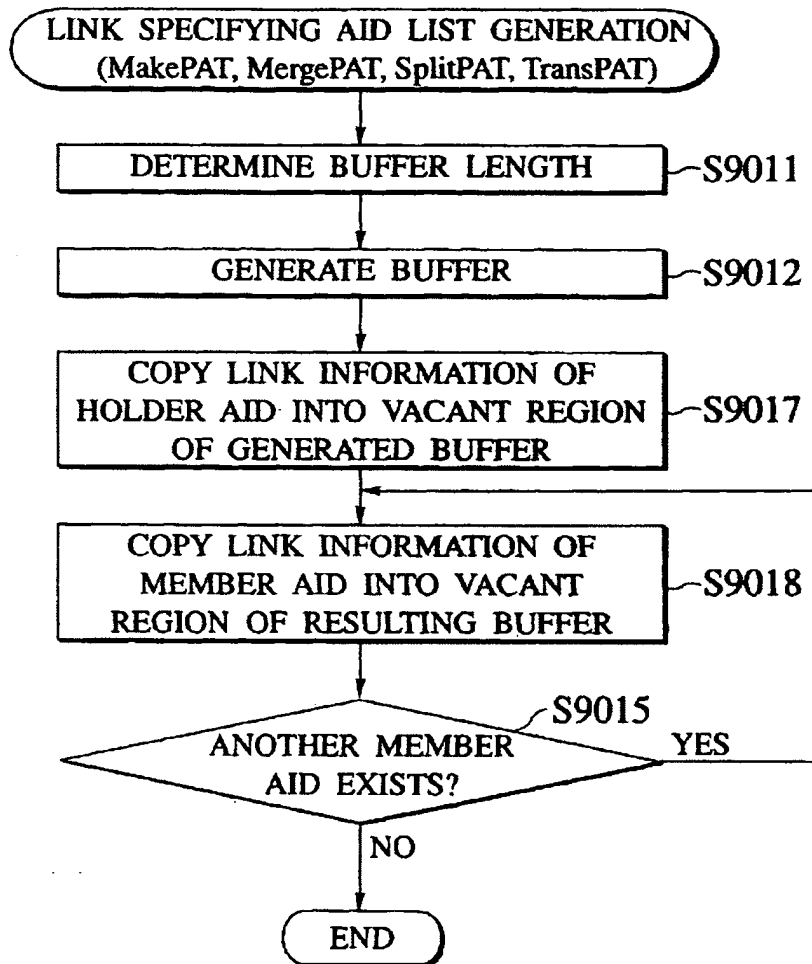 LINK SPECIFYING AID LIST GENERATION
(MakePAT, MergePAT, SplitPAT, TransPAT)
DETERMINE BUFFER LENGTH
S9011
GENERATE BUFFER
S9012
COPY LINK INFORMATION OF
HOLDER AID INTO VACANT REGION
OF GENERATED BUFFER
S9017
COPY LINK INFORMATION OF
MEMBER AID INTO VACANT
REGION OF RESULTING BUFFER
S9018
S9015
ANOTHER MEMBER
AID EXISTS?
YES
NO
END